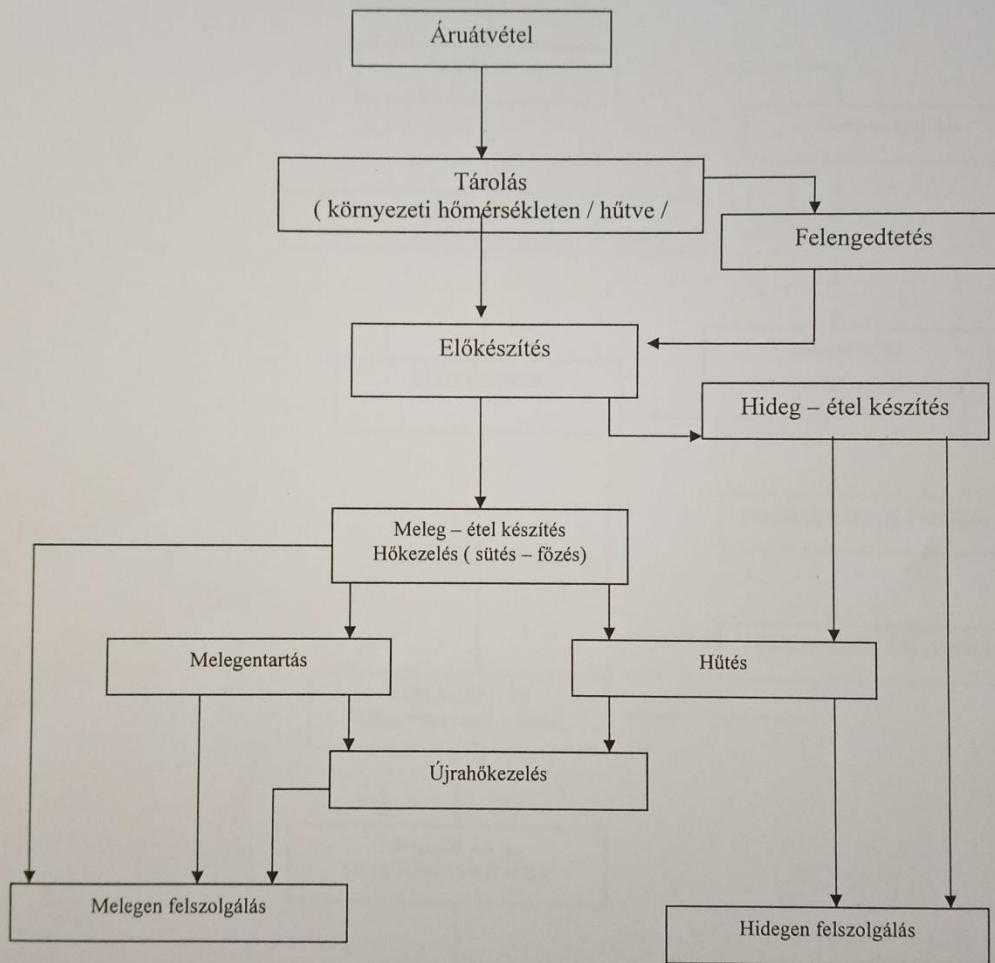 Áruátvétel
Tárolás
( környezeti hőmérsékleten / hűtve /
Felengedtetés
Előkészítés
Hideg – étel készítés
Meleg – étel készítés
Hőkezelés ( sütés – főzés)
Melegentartás
Hűtés
Újrahőkezelés
Melegen felszolgálás
Hidegen felszolgálás